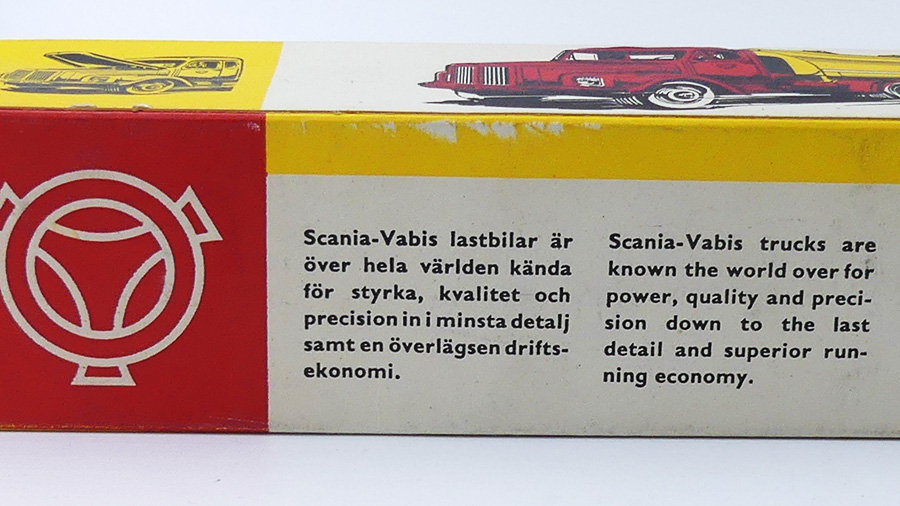 Scania-Vabis lastbilar är
över hela världen kända
för styrka, kvalitet och
precision in i minsta detalj
samt en överlägsen drifts-
ekonomi.
Scania-Vabis trucks are
known the world over for
power, quality and preci-
sion down to the last
detail and superior run-
ning economy.